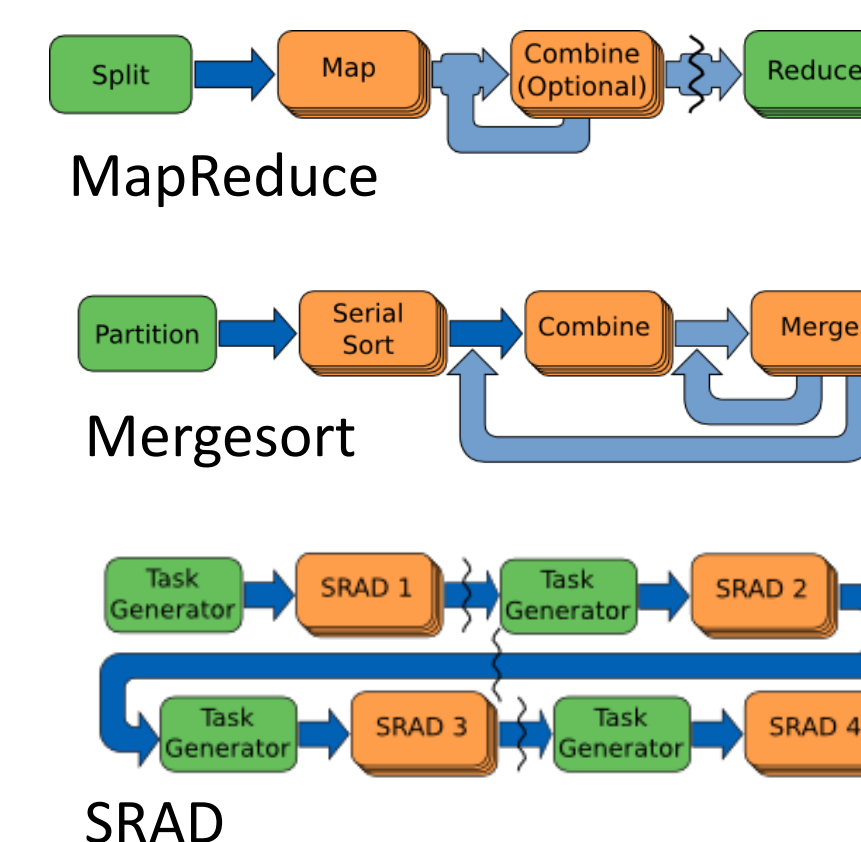 Split
Map
Combine
(Optional)
Reduce
MapReduce
Partition
Serial
Sort
Combine
Merge
Mergesort
Task
Generator
SRAD 1
Task
Generator
SRAD 2
Task
Generator
SRAD 3
Task
Generator
SRAD 4
SRAD